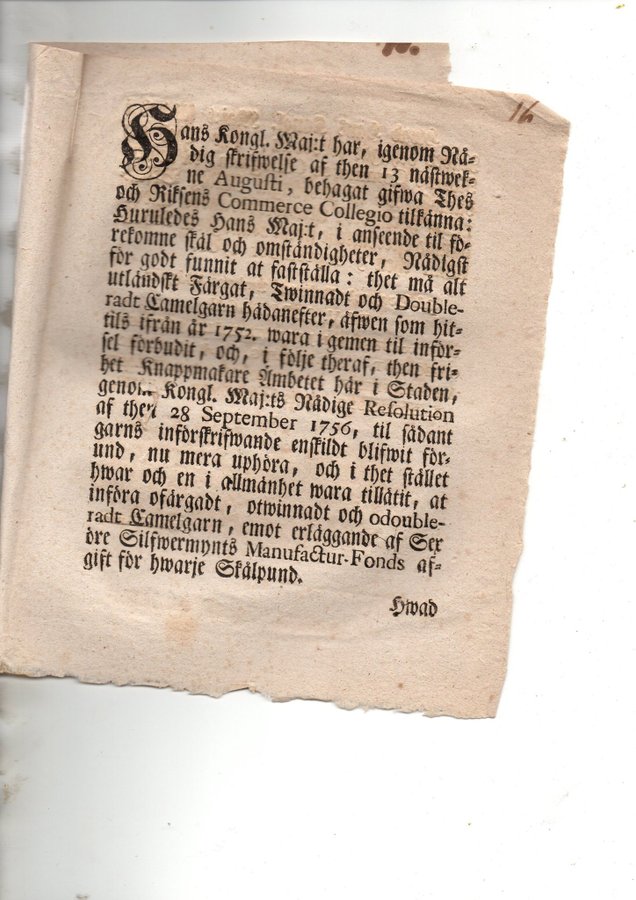 16.
16
Hans Kongl. Maj:t har, igenom Nå-
dig skrifwelse af then 13 nästwek-
ne Augusti, behagat gifwa Thes
och Riksens Commerce Collegio tilkänna:
Huruledes Hans Maj:t, i anseende til fö-
rekomne skäl och omständigheter, Nådigst
för godt funnit at fastställa: thet må alt
utländskt Färgat, Twinnadt och Double-
radt Camelgarn hädanefter, äfwen som hit-
tils ifrån år 1752. wara i gemen til inför-
sel förbudit, och, i följe theraf, then fri-
het Knappmakare Ämbetet här i Staden,
genom Kongl. Maj:ts Nådige Resolution
af then 28 September 1756, til sådant
garns införskrifwande enskildt blifwit för-
und, nu mera uphöra, och i thet stället
hwar och en i allmänhet wara tillåtit, at
införa ofärgadt, otwinnadt och odouble-
radt Camelgarn, emot erläggande af Sex
öre Silfwermynts Manufactur-Fonds af-
gift för hwarje Skålpund.
Hwad